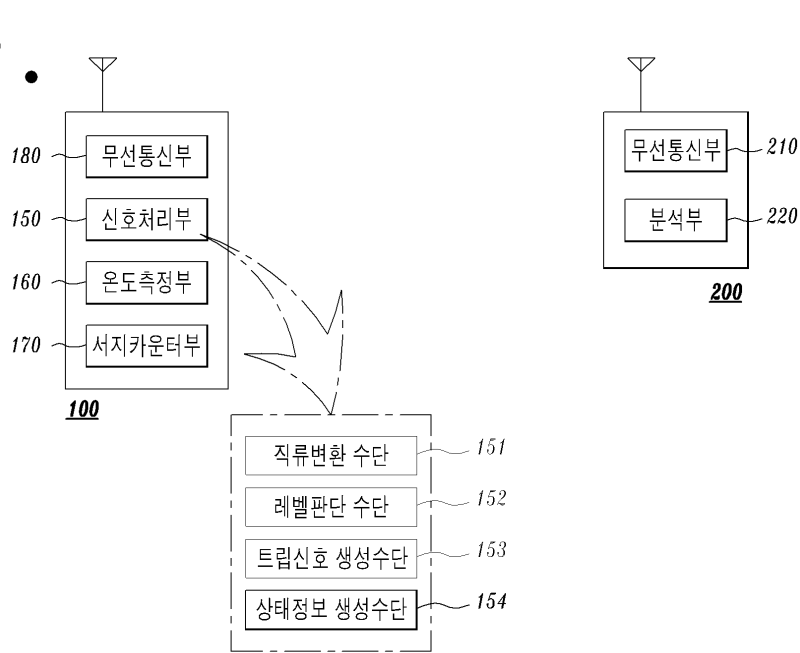 180 무선통신부
150 신호처리부
160 온도측정부
170 서지카운터부
100
무선통신부 210
분석부 220
200
직류변환 수단 151
레벨판단 수단 152
트립신호 생성수단 153
상태정보 생성수단 154